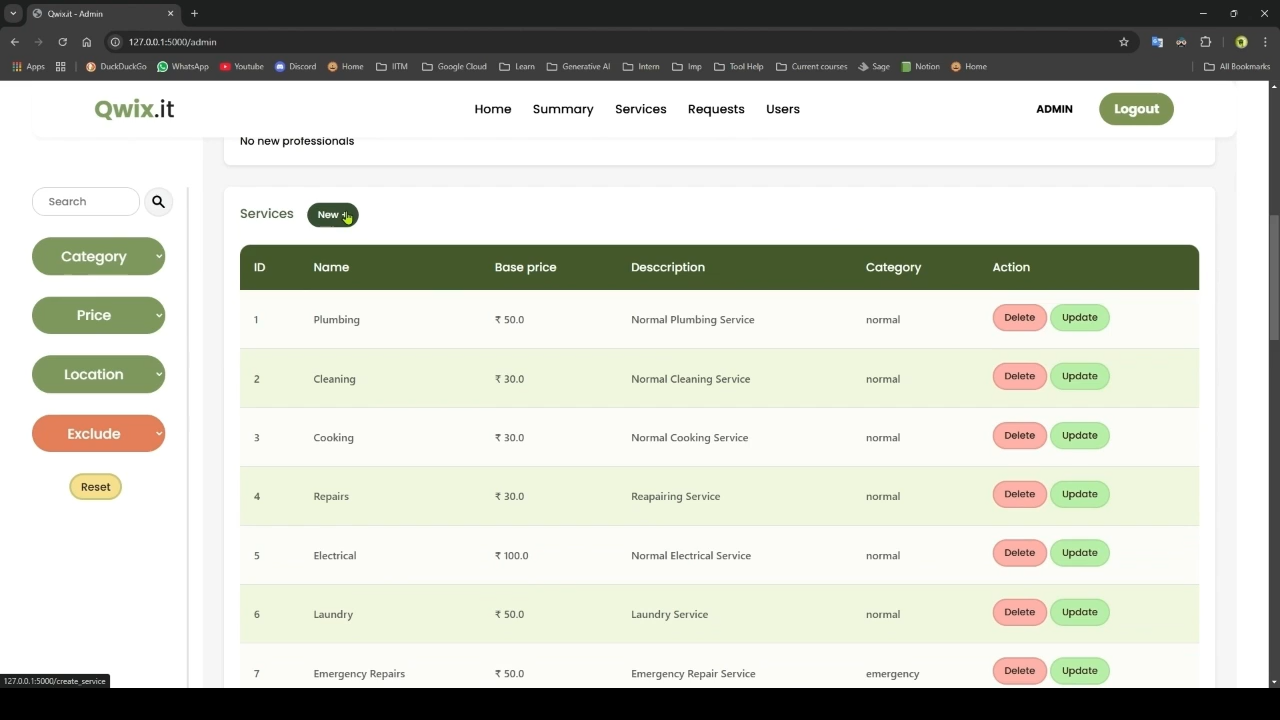 Qwix.it - Admin
127.0.0.1:5000/admin
Apps DuckDuckGo WhatsApp Youtube Discord Home IITM Google Cloud Learn Generative AI Intern Imp Tool Help Current courses Sage Notion Home All Bookmarks
Qwix.it Home Summary Services Requests Users ADMIN Logout
No new professionals
Search
Category
Price
Location
Exclude
Reset
Services New
ID Name Base price Desccription Category Action
1 Plumbing ₹ 50.0 Normal Plumbing Service normal Delete Update
2 Cleaning ₹ 30.0 Normal Cleaning Service normal Delete Update
3 Cooking ₹ 30.0 Normal Cooking Service normal Delete Update
4 Repairs ₹ 30.0 Reapairing Service normal Delete Update
5 Electrical ₹ 100.0 Normal Electrical Service normal Delete Update
6 Laundry ₹ 50.0 Laundry Service normal Delete Update
7 Emergency Repairs ₹ 50.0 Emergency Repair Service emergency Delete Update
127.0.0.1:5000/create_service